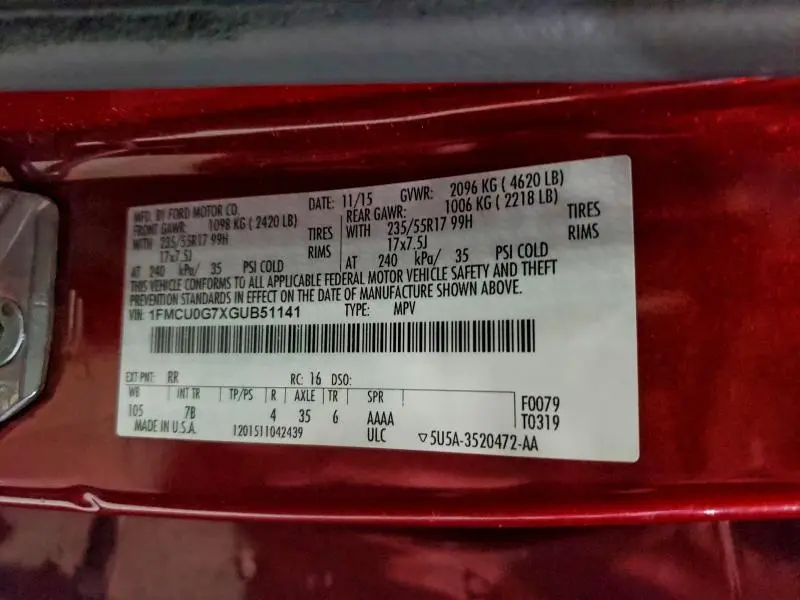 MFD. BY FORD MOTOR CO. DATE: 11/15 GVWR: 2096 KG ( 4620 LB)
FRONT GAWR: 1098 KG ( 2420 LB) REAR GAWR: 1006 KG ( 2218 LB)
WITH 235/55R17 99H TIRES WITH 235/55R17 99H TIRES
17x7.5J RIMS 17x7.5J RIMS
AT 240 kPa/ 35 PSI COLD AT 240 kPa/ 35 PSI COLD
THIS VEHICLE CONFORMS TO ALL APPLICABLE FEDERAL MOTOR VEHICLE SAFETY AND THEFT
PREVENTION STANDARDS IN EFFECT ON THE DATE OF MANUFACTURE SHOWN ABOVE.
VIN: 1FMCU0G7XGUB51141 TYPE: MPV
EXT PNT: RR RC: 16 DSO:
WB INT TR TP/PS R AXLE TR SPR F0079
105 7B 4 35 6 AAAA T0319
MADE IN U.S.A. 1201511042439 ULC ▽5U5A-3520472-AA